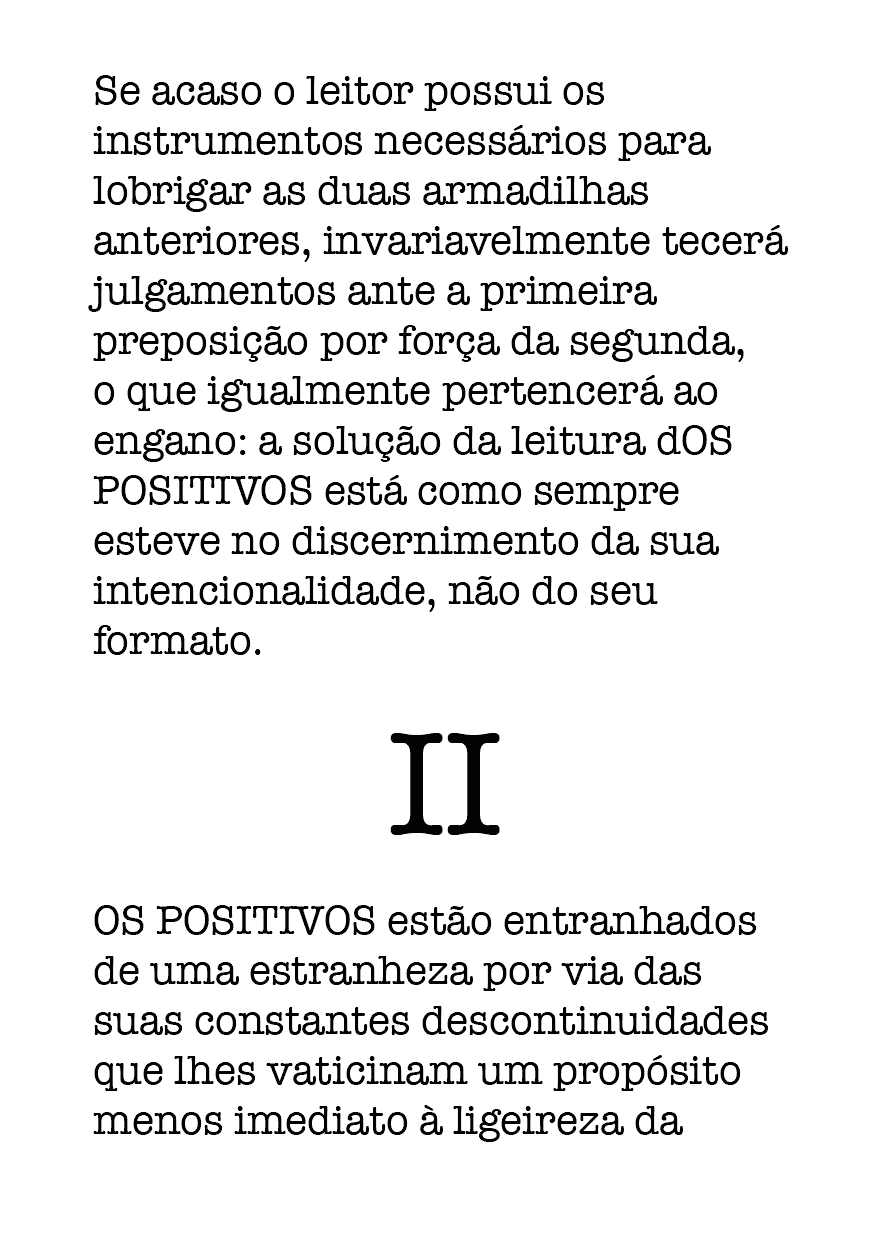 Se acaso o leitor possui os
instrumentos necessários para
lobrigar as duas armadilhas
anteriores, invariavelmente tecerá
julgamentos ante a primeira
preposição por força da segunda,
o que igualmente pertencerá ao
engano: a solução da leitura dOS
POSITIVOS está como sempre
esteve no discernimento da sua
intencionalidade, não do seu
formato.
II
OS POSITIVOS estão entranhados
de uma estranheza por via das
suas constantes descontinuidades
que lhes vaticinam um propósito
menos imediato à ligeireza da